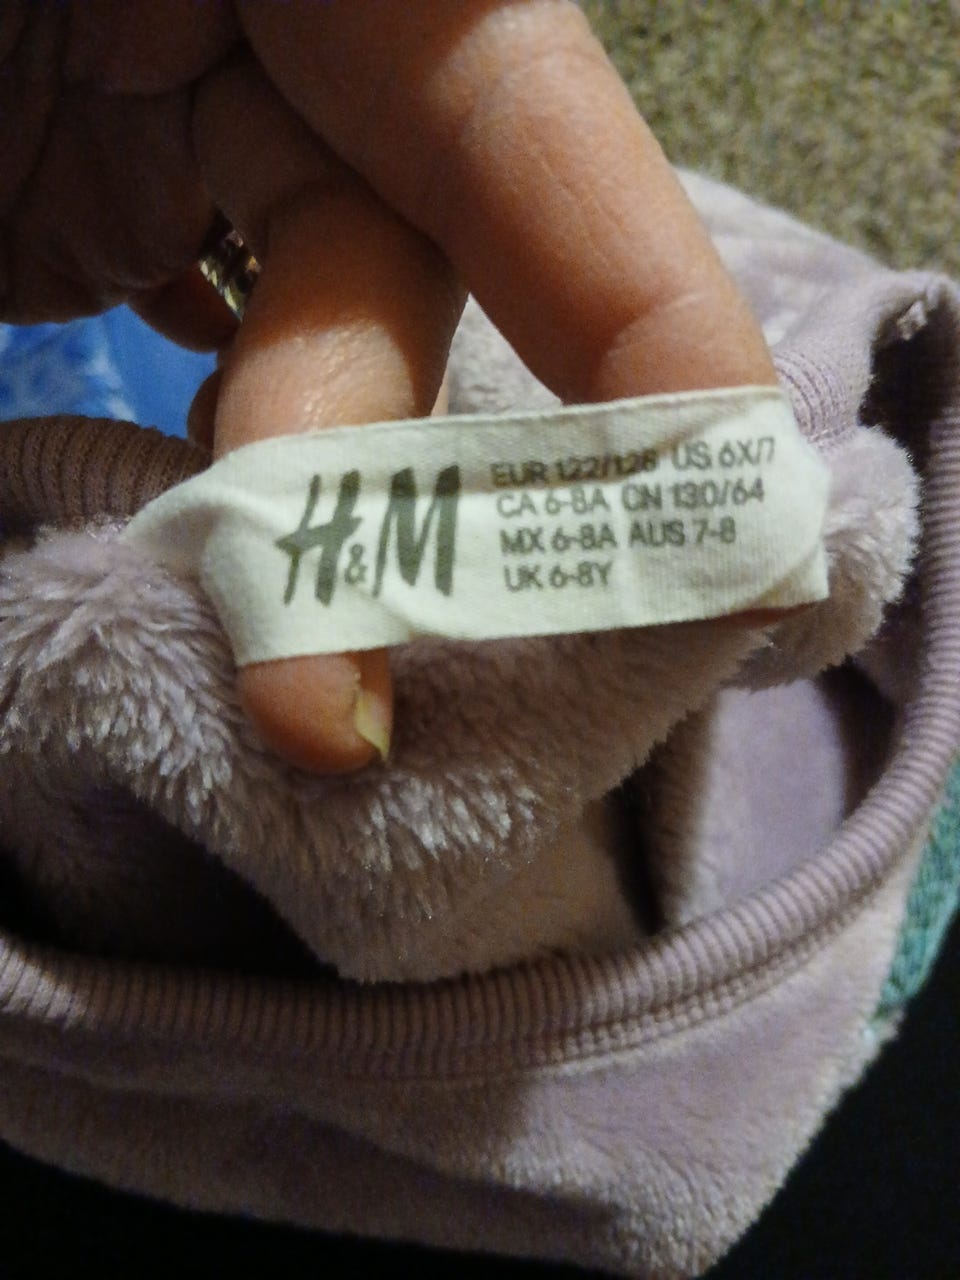 H&M
EUR 122/128 US 6X/7
CA 6-8A CN 130/64
MX 6-8A AUS 7-8
UK 6-8Y